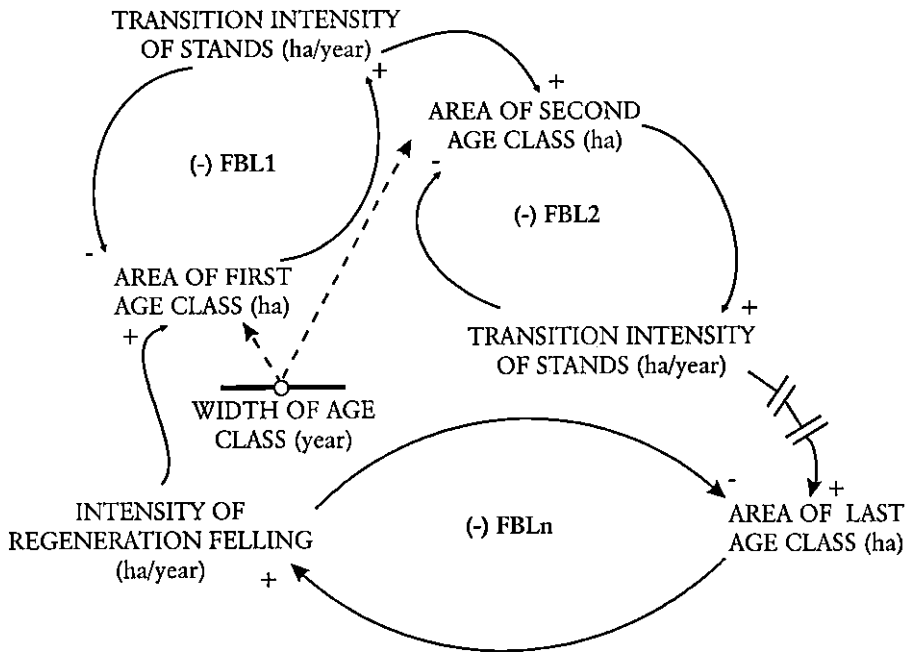 TRANSITION INTENSITY
OF STANDS (ha/year)
+
+
AREA OF SECOND
AGE CLASS (ha)
-
(-) FBL1
(-) FBL2
-
AREA OF FIRST
AGE CLASS (ha)
+
+
TRANSITION INTENSITY
OF STANDS (ha/year)
WIDTH OF AGE
CLASS (year)
-
+
INTENSITY OF
REGENERATION FELLING
(ha/year)
+
(-) FBLn
AREA OF LAST
AGE CLASS (ha)